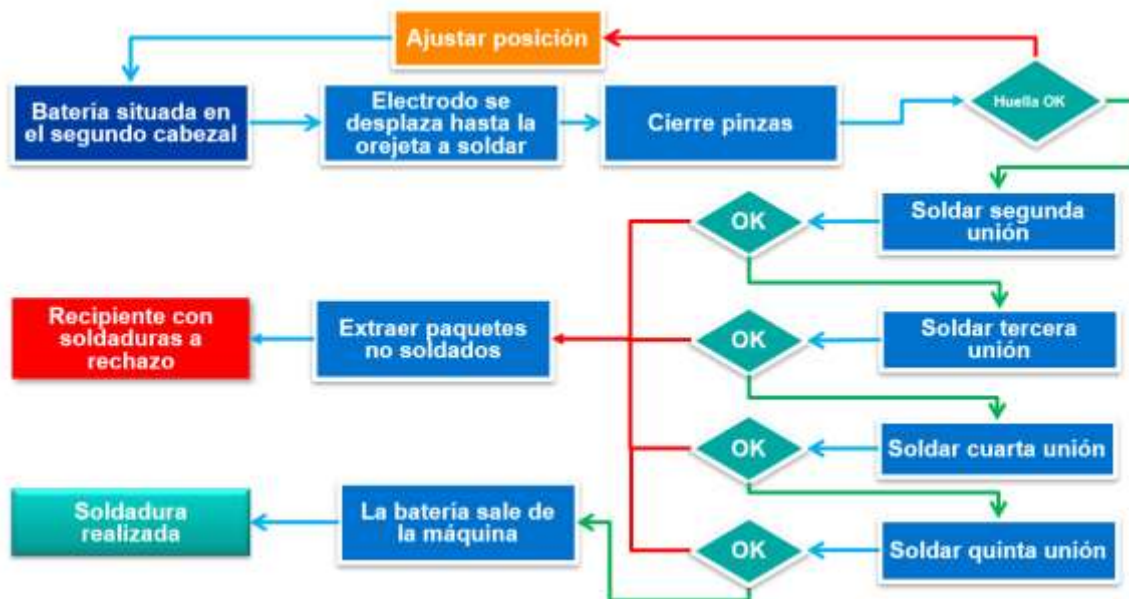 Ajustar posición
Batería situada en
el segundo cabezal
Electrodo se
desplaza hasta la
orejeta a soldar
Cierre pinzas
Huella OK
OK
Soldar segunda
unión
Recipiente con
soldaduras a
rechazo
Extraer paquetes
no soldados
OK
Soldar tercera
unión
OK
Soldar cuarta unión
Soldadura
realizada
La batería sale de
la máquina
OK
Soldar quinta unión